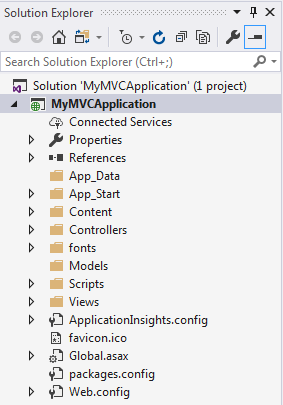 Solution Explorer
Search Solution Explorer (Ctrl+;)
Solution 'MyMVCApplication' (1 project)
MyMVCApplication
Connected Services
Properties
References
App_Data
App_Start
Content
Controllers
fonts
Models
Scripts
Views
ApplicationInsights.config
favicon.ico
Global.asax
packages.config
Web.config